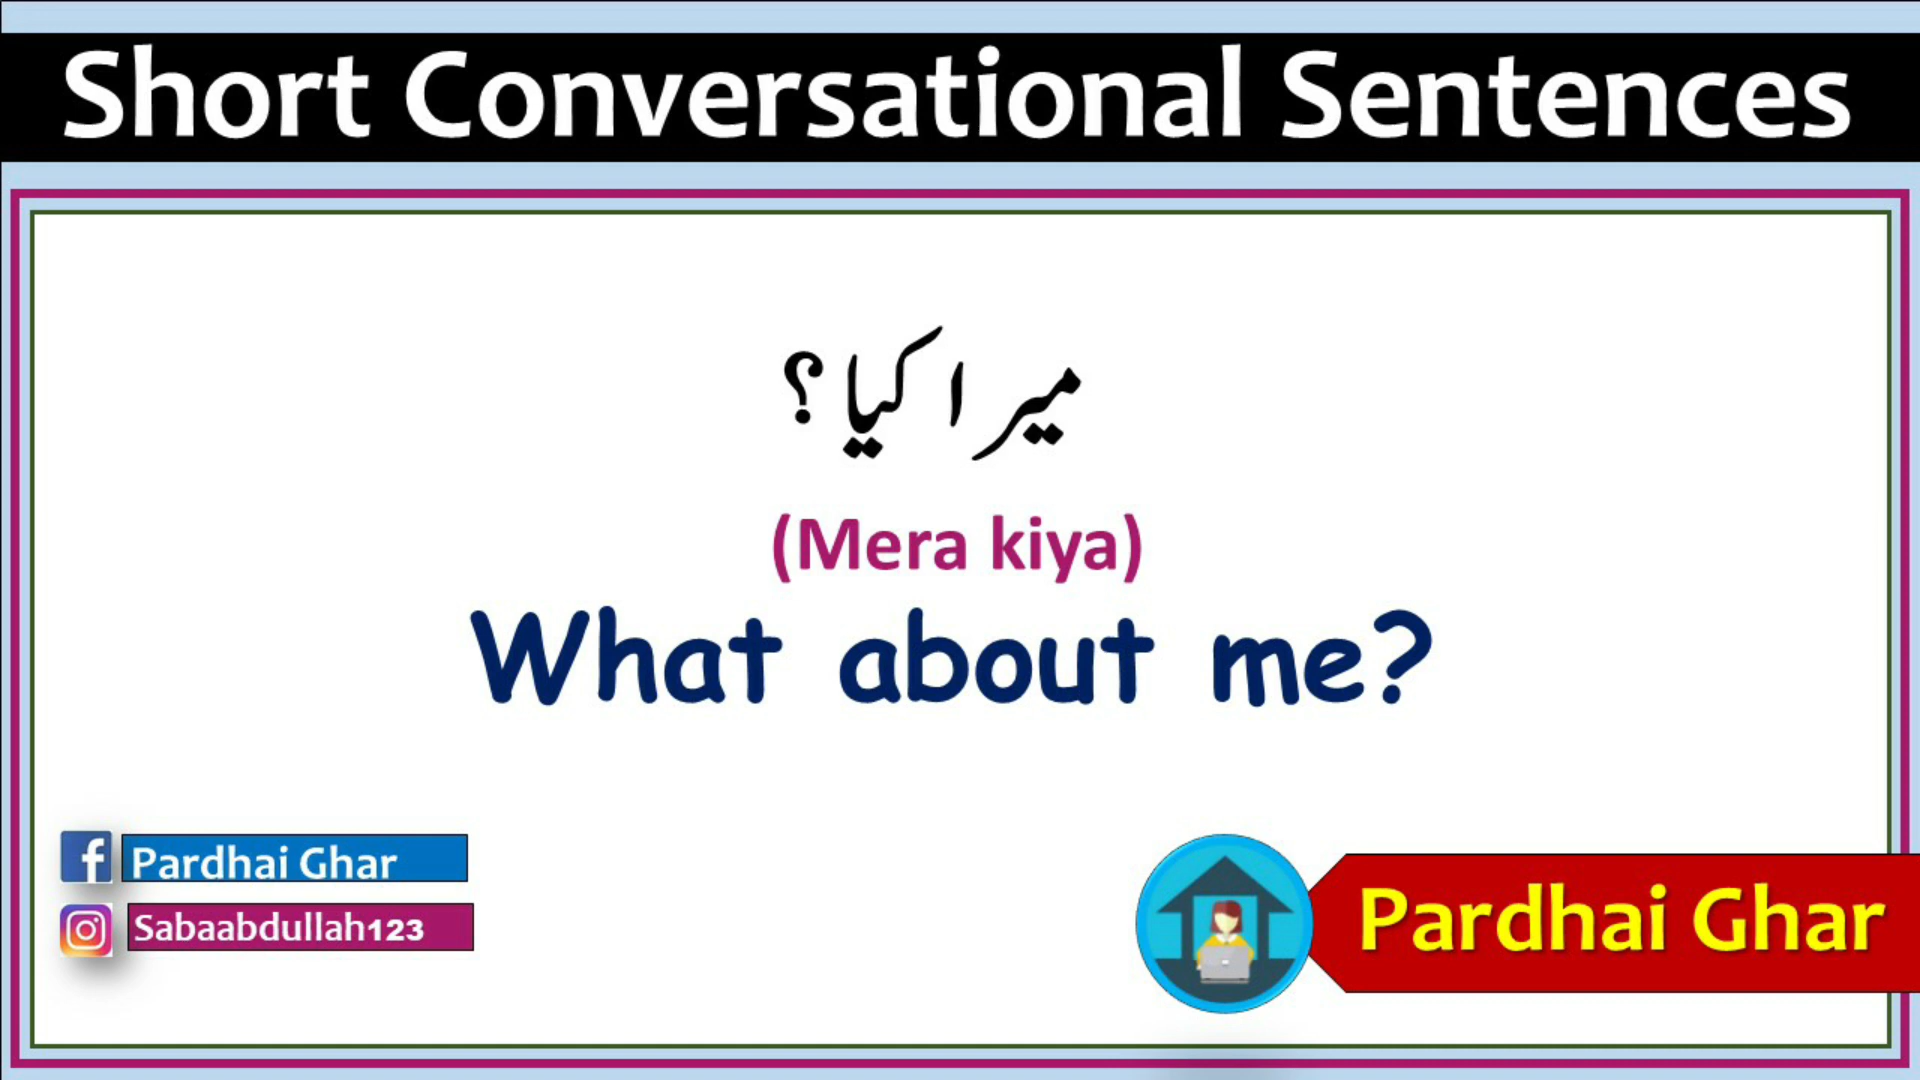 Short Conversational Sentences
میرا کیا؟
(Mera kiya)
What about me?
Pardhai Ghar
Sabaabdullah123
Pardhai Ghar